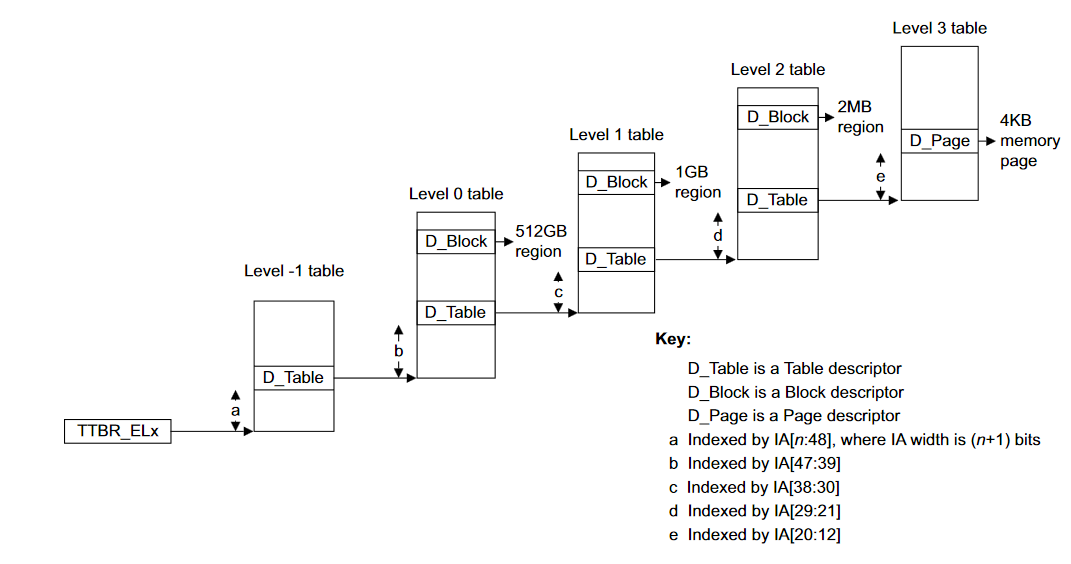 Level 3 table
Level 2 table
D_Block
2MB
region
D_Page
4KB
memory
page
Level 1 table
D_Block
1GB
region
e
D_Table
Level 0 table
D_Block
512GB
region
d
D_Table
Level -1 table
c
D_Table
b
D_Table
a
TTBR_ELx
Key:
D_Table is a Table descriptor
D_Block is a Block descriptor
D_Page is a Page descriptor
a Indexed by IA[n:48], where IA width is (n+1) bits
b Indexed by IA[47:39]
c Indexed by IA[38:30]
d Indexed by IA[29:21]
e Indexed by IA[20:12]